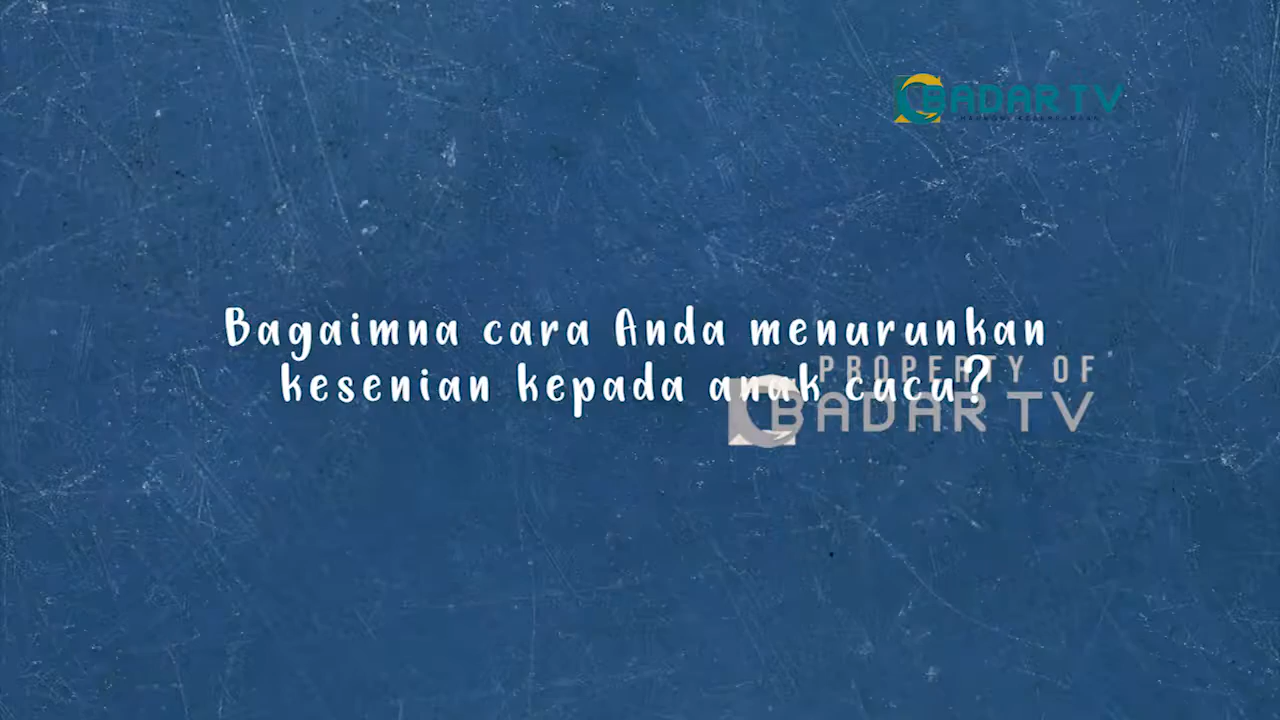 BADAR TV
Bagaimna cara Anda menurunkan
kesenian kepada anak cucu?
PROPERTY OF
BADAR TV